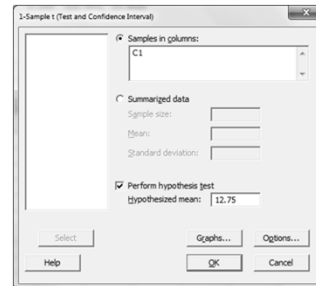 1-Sample t (Test and Confidence Interval)
Samples in columns:
C1
Summarized data
Sample size:
Mean:
Standard deviation:
Perform hypothesis test
Hypothesized mean: 12.75
Select
Graphs... Options...
Help OK Cancel